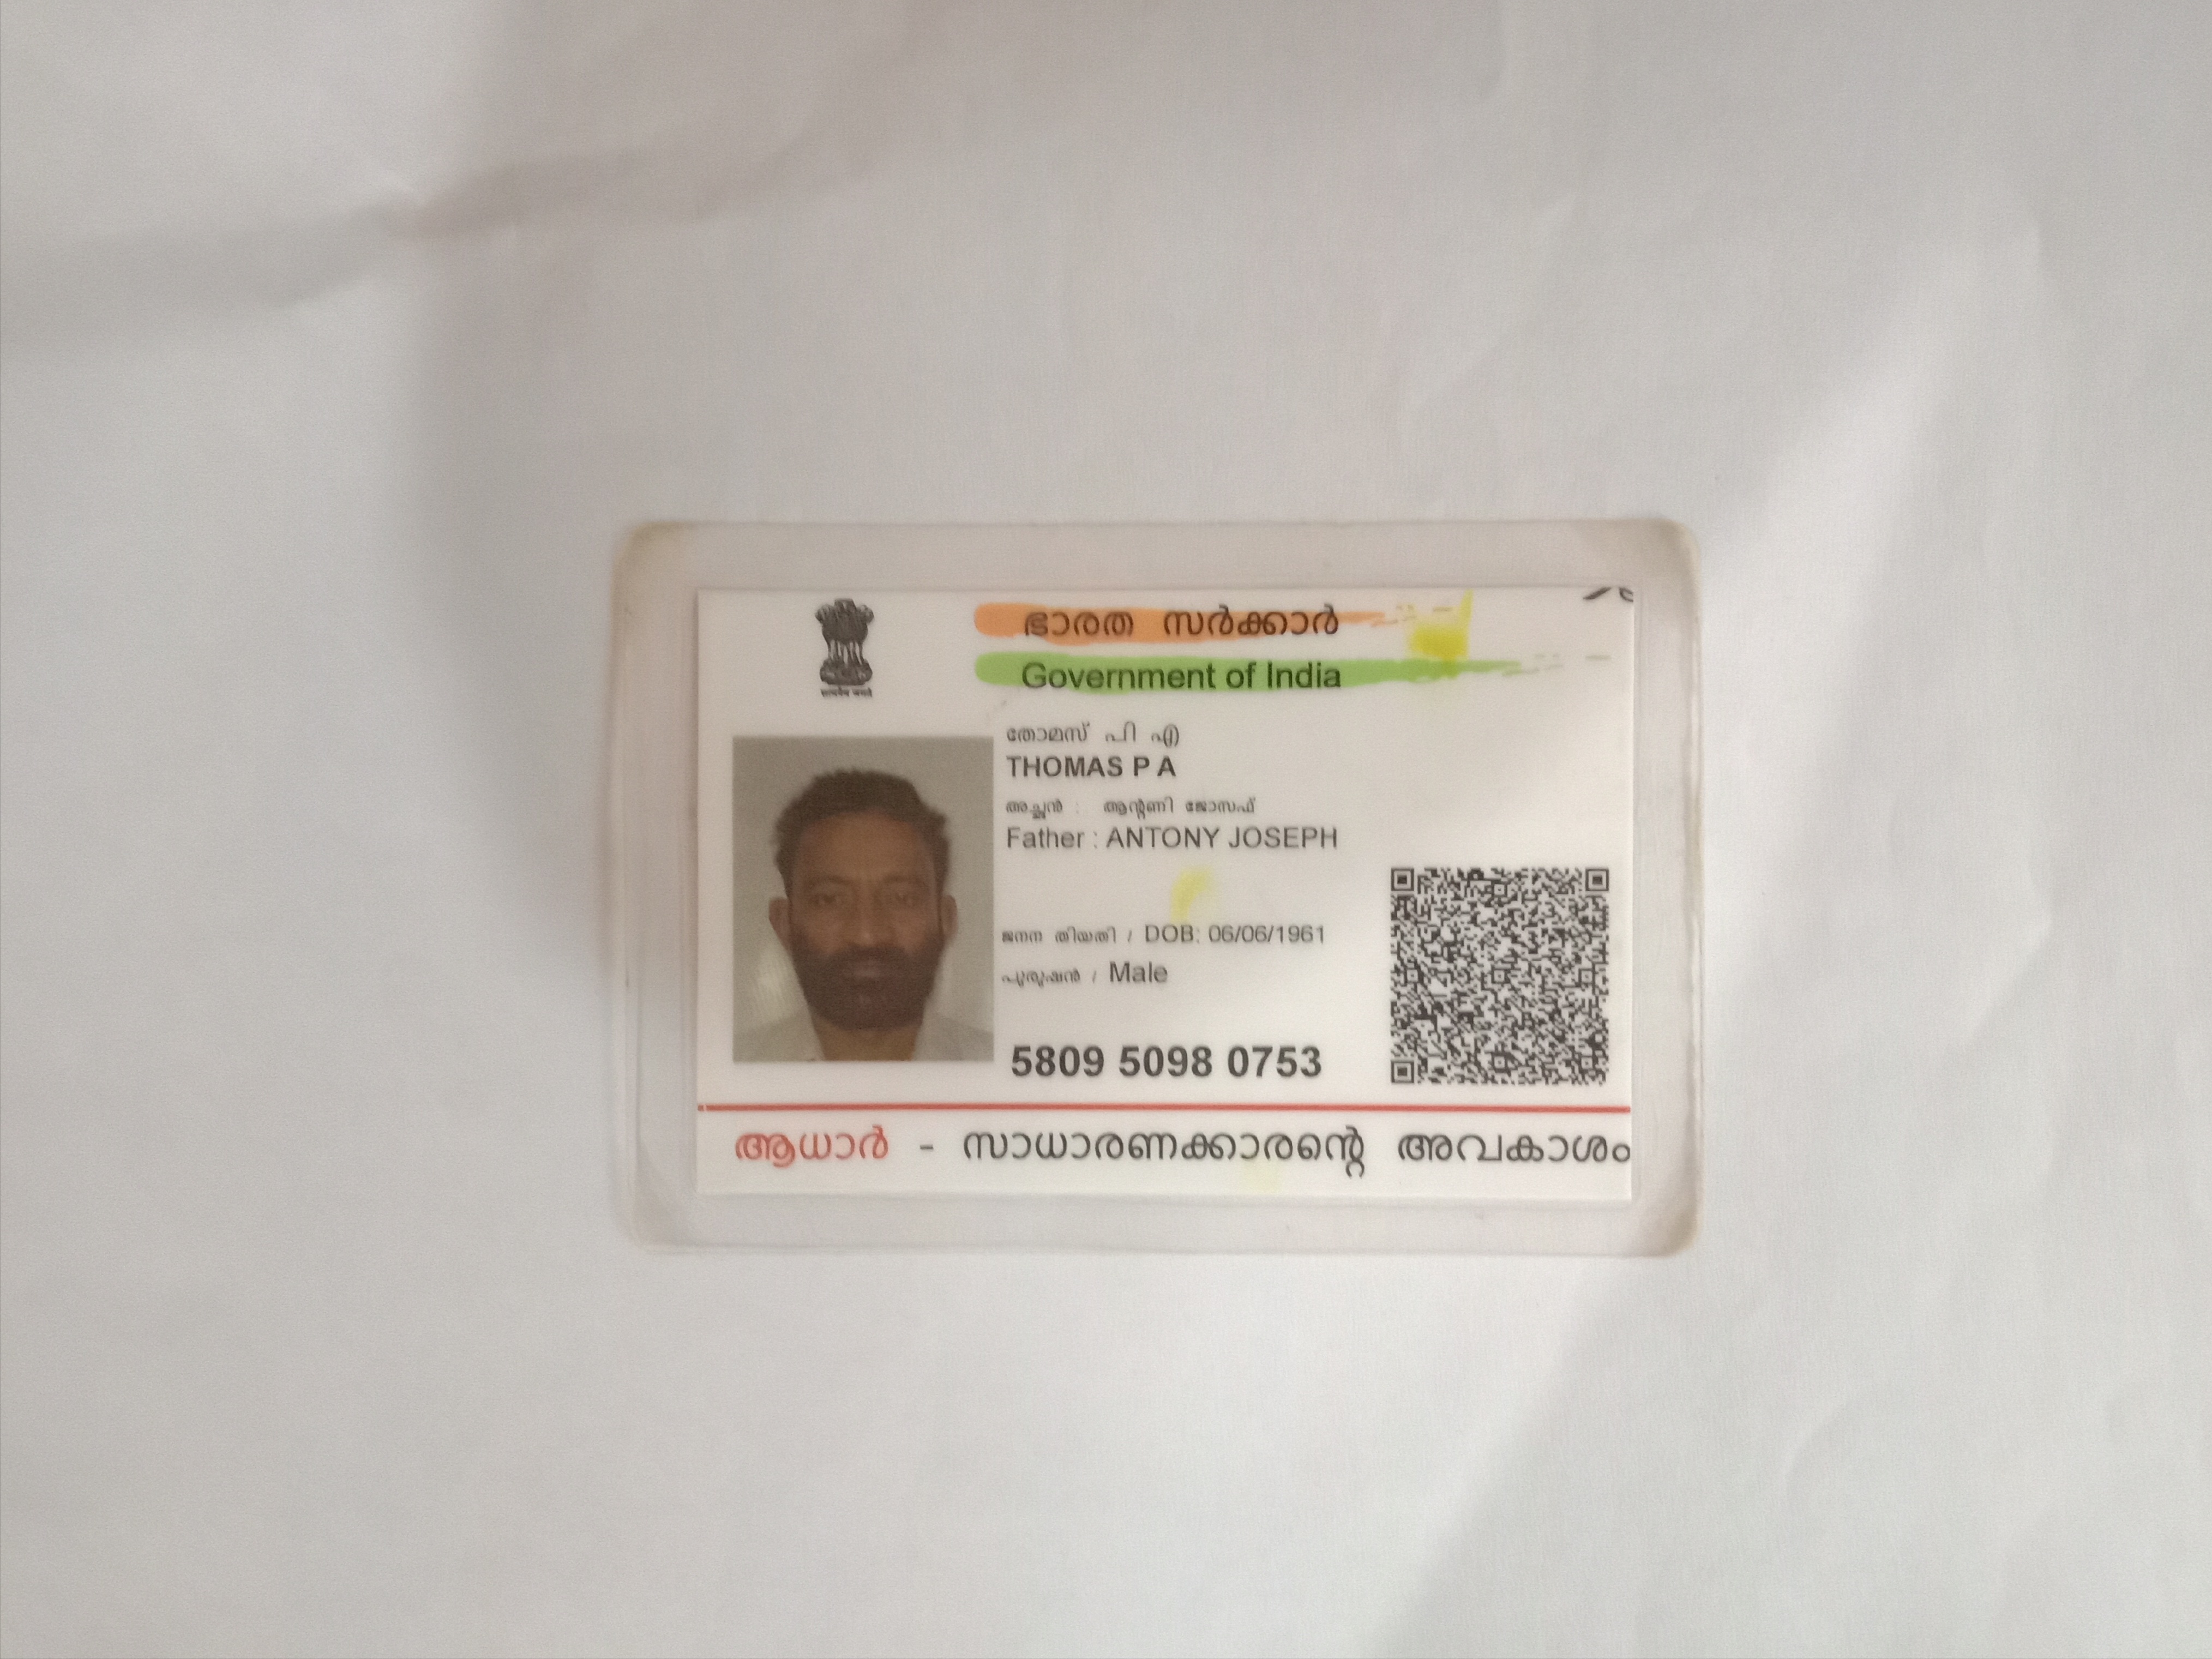 ഭാരത സർക്കാർ
Government of India
തോമസ് പി എ
THOMAS P A
അച്ഛൻ : ആന്റണി ജോസഫ്
Father : ANTONY JOSEPH
ജനന തിയതി / DOB: 06/06/1961
പുരുഷൻ / Male
5809 5098 0753
ആധാർ - സാധാരണക്കാരന്റെ അവകാശം